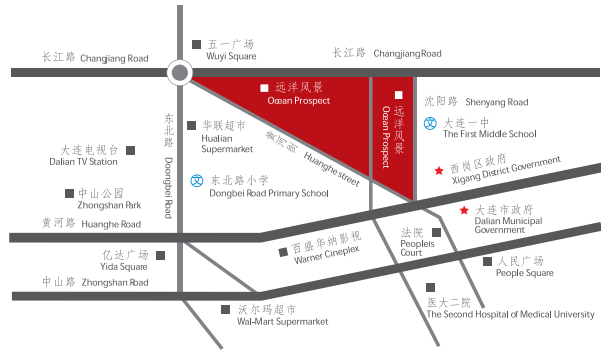 五一广场
Wuyi Square
长江路 Changjiang Road
长江路 Changjiang Road
远洋风景
Ocean Prospect
远洋风景
Ocean Prospect
沈阳路
Shenyang Road
大连一中
The First Middle School
东北路
Doongbei Road
华联超市
Hualian
Supermarket
黄河街
Huanghe street
大连电视台
Dalian TV Station
东北路小学
Dongbei Road Primary School
西岗区政府
Xigang District Government
中山公园
Zhongshan Park
大连市政府
Dalian Municipal
Government
黄河路 Huanghe Road
百盛华纳影视
Warner Cineplex
法院
Peopleis
Court
亿达广场
Yida Square
人民广场
People Square
中山路 Zhongshan Road
沃尔玛超市
Wal-Mart Supermarket
医大二院
The Second Hospital of Medical University
文
文